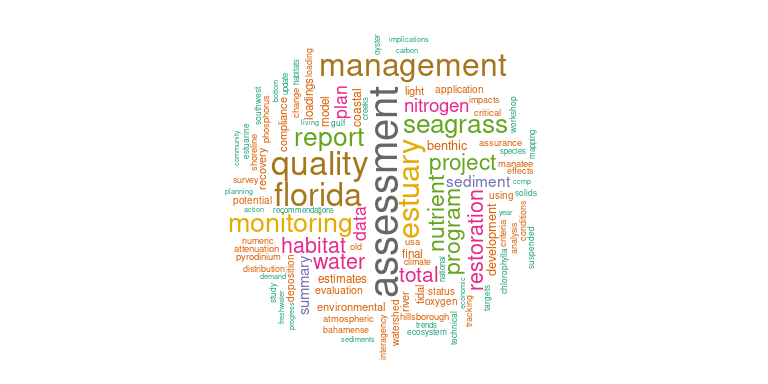 implications
oyster
carbon
management
loading
habitats
update
bottom
southwest
change
light
application
assessment
plan
coastal
creeks
model
loadings
nitrogen
impacts
critical
phosphorus
compliance
living
gulf
seagrass
workshop
estuarine
report
benthic
assurance
mapping
community
shoreline
recovery
quality
estuary
project
species
manatee
effects
survey
florida
sediment
ccmp
planning
potential
nutrient
program
restoration
using
solids
action
recommendations
data
year
monitoring
development
criteria
analysis
conditions
suspended
numeric
attenuation
habitat
old
usa
final
pyrodinium
water
climate
national
chlorophylla
distribution
total
demand
deposition
summary
estimates
economic
study
evaluation
tidal
status
oxygen
targets
freshwater
progress
environmental
river
watershed
tracking
atmospheric
hillsborough
trends
technical
bahamense
ecosystem
sediments
interagency